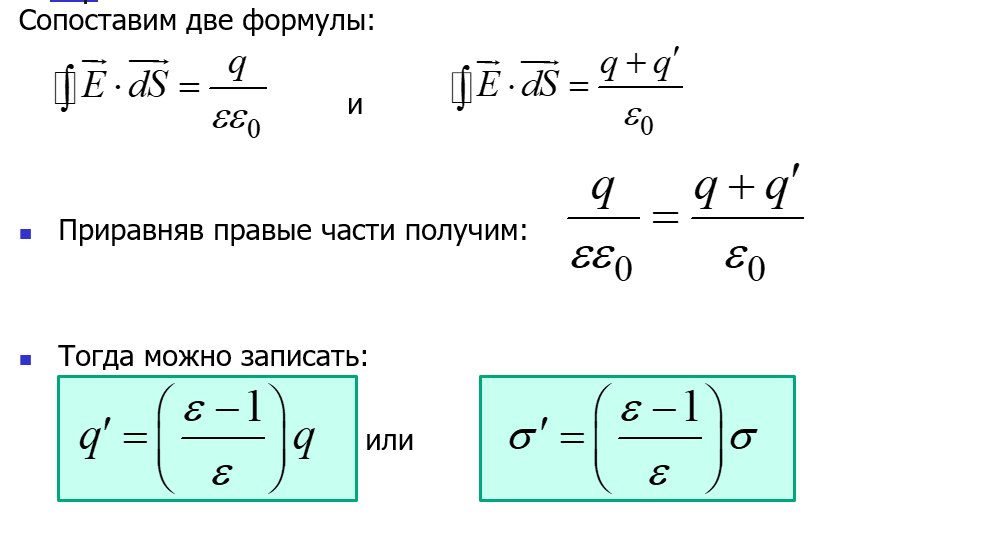 Сопоставим две формулы:
∮ E⃗ · dS⃗ = q / εε₀ и ∮ E⃗ · dS⃗ = (q + q′) / ε₀
Приравняв правые части получим: q / εε₀ = (q + q′) / ε₀
Тогда можно записать:
q′ = ((ε − 1) / ε) q или σ′ = ((ε − 1) / ε) σ